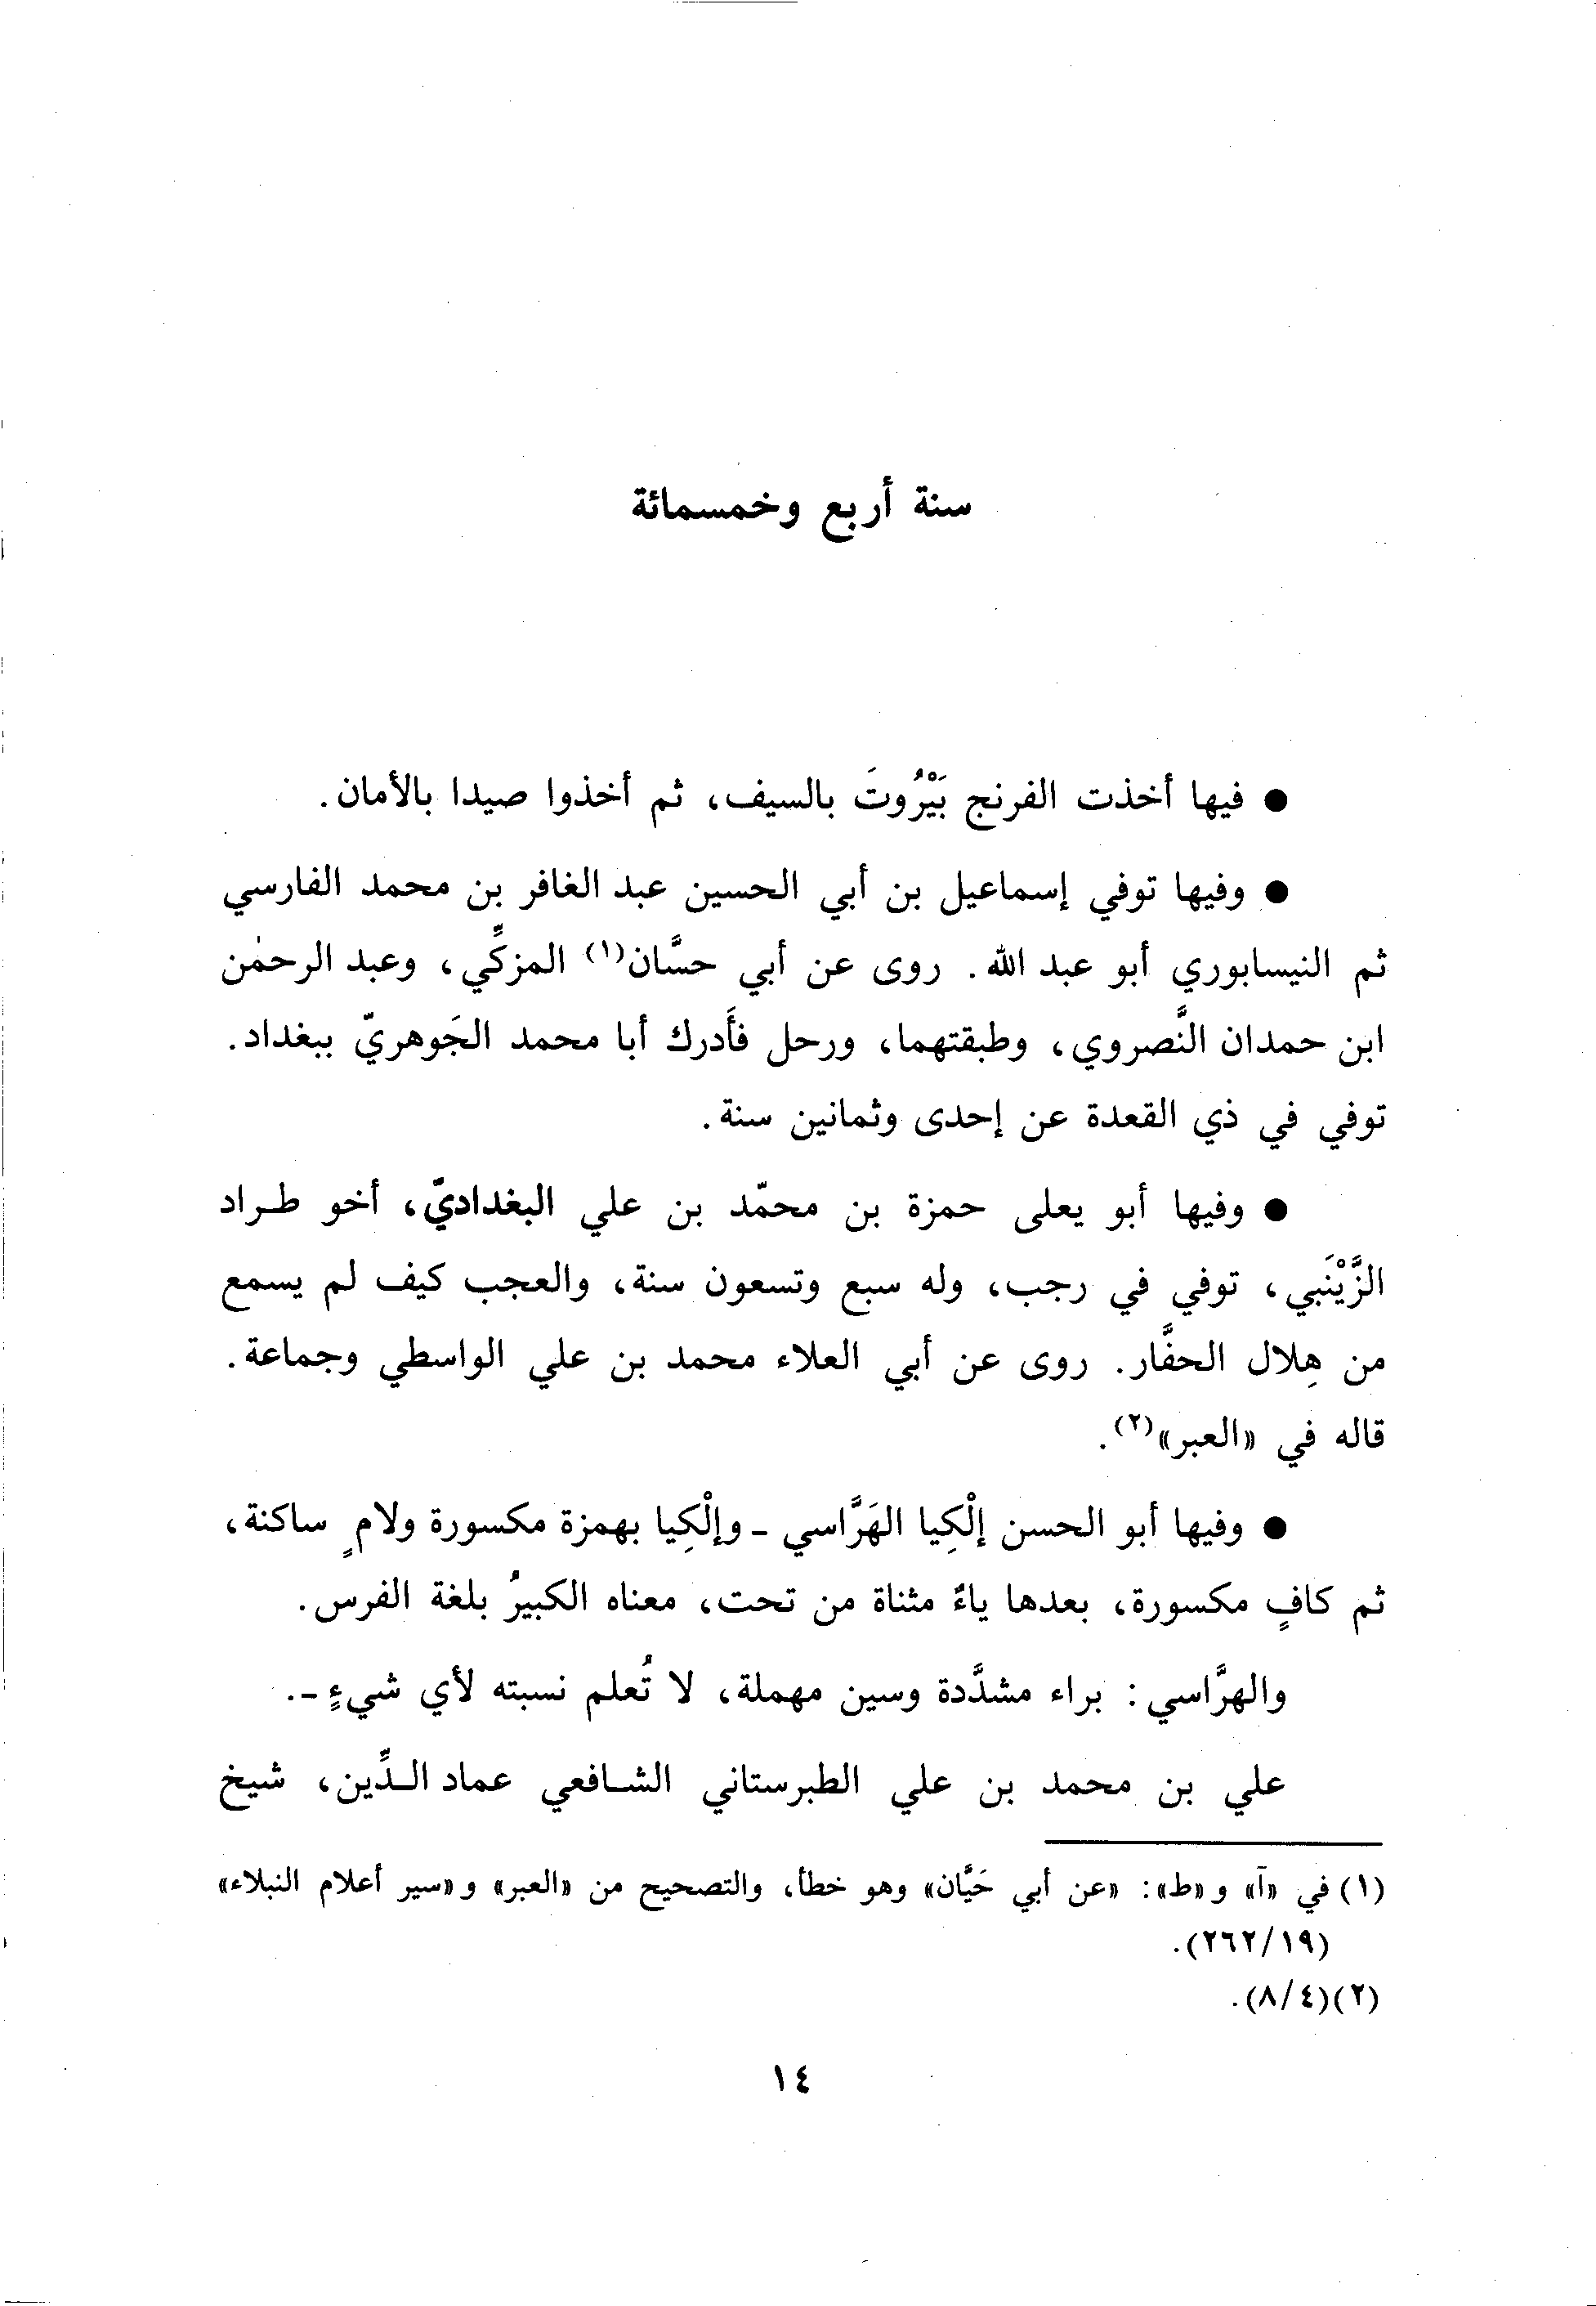 سنة أربع وخمسمائة
● فيها أخذت الفرنج بَيْرُوتَ بالسيف، ثم أخذوا صيدا بالأمان.
● وفيها توفي إسماعيل بن أبي الحسين عبد الغافر بن محمد الفارسي
ثم النيسابوري أبو عبد الله. روى عن أبي حسَّان(١) المزكِّي، وعبد الرحمٰن
ابن حمدان النَّصروي، وطبقتهما، ورحل فأَدرك أبا محمد الجَوهريّ ببغداد.
توفي في ذي القعدة عن إحدى وثمانين سنة.
● وفيها أبو يعلى حمزة بن محمّد بن علي البغداديّ، أخو طراد
الزَّيْنَبي، توفي في رجب، وله سبع وتسعون سنة، والعجب كيف لم يسمع
من هِلال الحفَّار. روى عن أبي العلاء محمد بن علي الواسطي وجماعة.
قاله في «العبر»(٢).
● وفيها أبو الحسن إلْكِيا الهَرَّاسي - وإلْكِيا بهمزة مكسورة ولامٍ ساكنة،
ثم كافٍ مكسورة، بعدها ياءٌ مثناة من تحت، معناه الكبيرُ بلغة الفرس.
والهرَّاسي: براء مشدَّدة وسين مهملة، لا تُعلم نسبته لأي شيءٍ -.
علي بن محمد بن علي الطبرستاني الشافعي عماد الدِّين، شيخ
(١) في «آ» و«ط»: «عن أبي حَيَّان» وهو خطأ، والتصحيح من «العبر» و«سير أعلام النبلاء»
(٢٦٢/١٩).
(٢) (٨/٤).
١٤